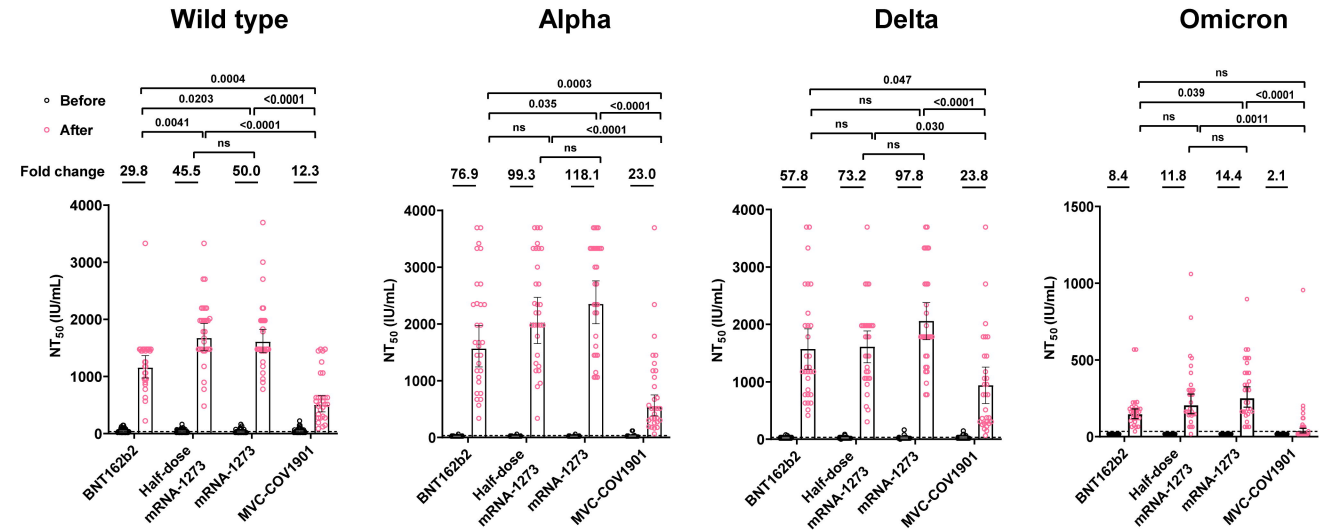 Wild type
Alpha
Delta
Omicron
Before
After
0.0004
0.0203
<0.0001
0.0041
<0.0001
ns
Fold change
29.8
45.5
50.0
12.3
4000
3000
2000
1000
0
NT50 (IU/mL)
BNT162b2
Half-dose
mRNA-1273
mRNA-1273
MVC-COV1901
0.0003
0.035
<0.0001
ns
<0.0001
ns
76.9
99.3
118.1
23.0
4000
3000
2000
1000
0
NT50 (IU/mL)
BNT162b2
Half-dose
mRNA-1273
mRNA-1273
MVC-COV1901
0.047
ns
<0.0001
ns
0.030
ns
57.8
73.2
97.8
23.8
4000
3000
2000
1000
0
NT50 (IU/mL)
BNT162b2
Half-dose
mRNA-1273
mRNA-1273
MVC-COV1901
ns
0.039
<0.0001
ns
0.0011
ns
8.4
11.8
14.4
2.1
1500
1000
500
0
NT50 (IU/mL)
BNT162b2
Half-dose
mRNA-1273
mRNA-1273
MVC-COV1901